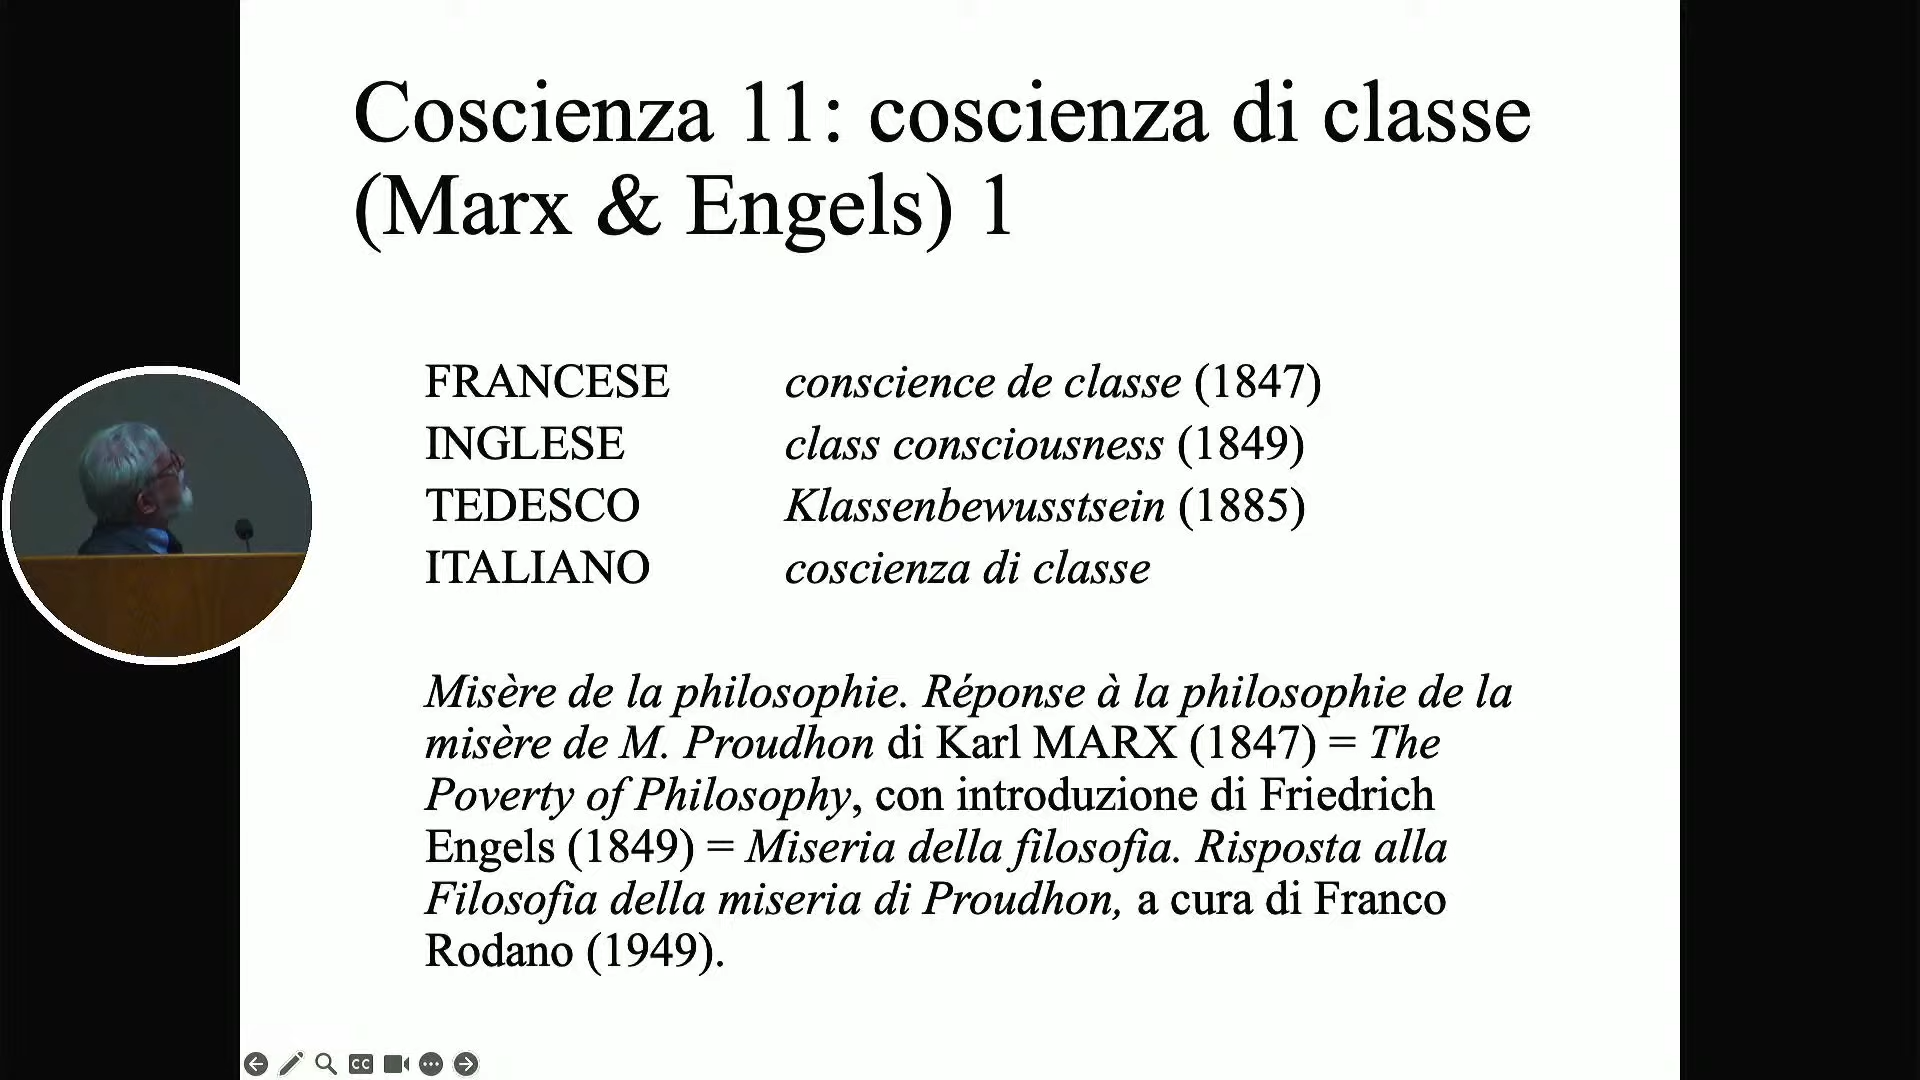 Coscienza 11: coscienza di classe
(Marx & Engels) 1
FRANCESE conscience de classe (1847)
INGLESE class consciousness (1849)
TEDESCO Klassenbewusstsein (1885)
ITALIANO coscienza di classe
Misère de la philosophie. Réponse à la philosophie de la
misère de M. Proudhon di Karl MARX (1847) = The
Poverty of Philosophy, con introduzione di Friedrich
Engels (1849) = Miseria della filosofia. Risposta alla
Filosofia della miseria di Proudhon, a cura di Franco
Rodano (1949).
CC